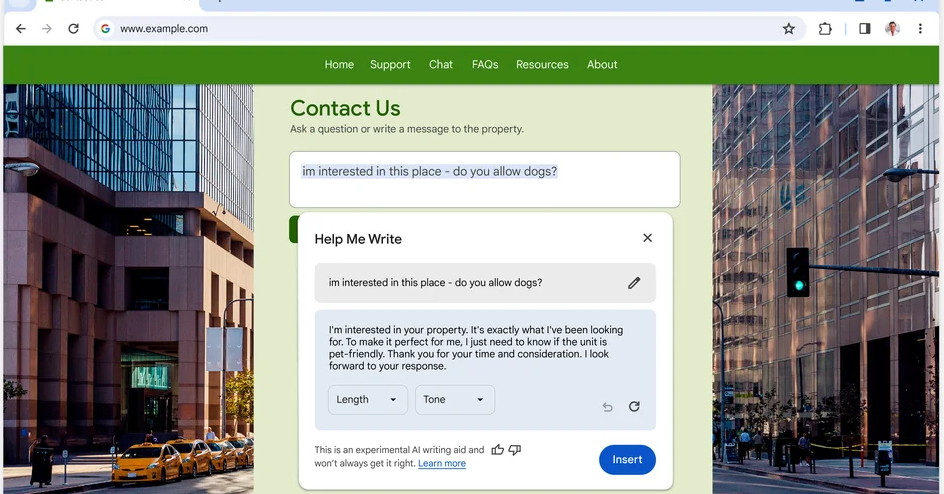 www.example.com
Home Support Chat FAQs Resources About
Contact Us
Ask a question or write a message to the property.
im interested in this place - do you allow dogs?
Help Me Write
im interested in this place - do you allow dogs?
I'm interested in your property. It's exactly what I've been looking
for. To make it perfect for me, I just need to know if the unit is
pet-friendly. Thank you for your time and consideration. I look
forward to your response.
Length Tone
This is an experimental AI writing aid and
won't always get it right. Learn more
Insert